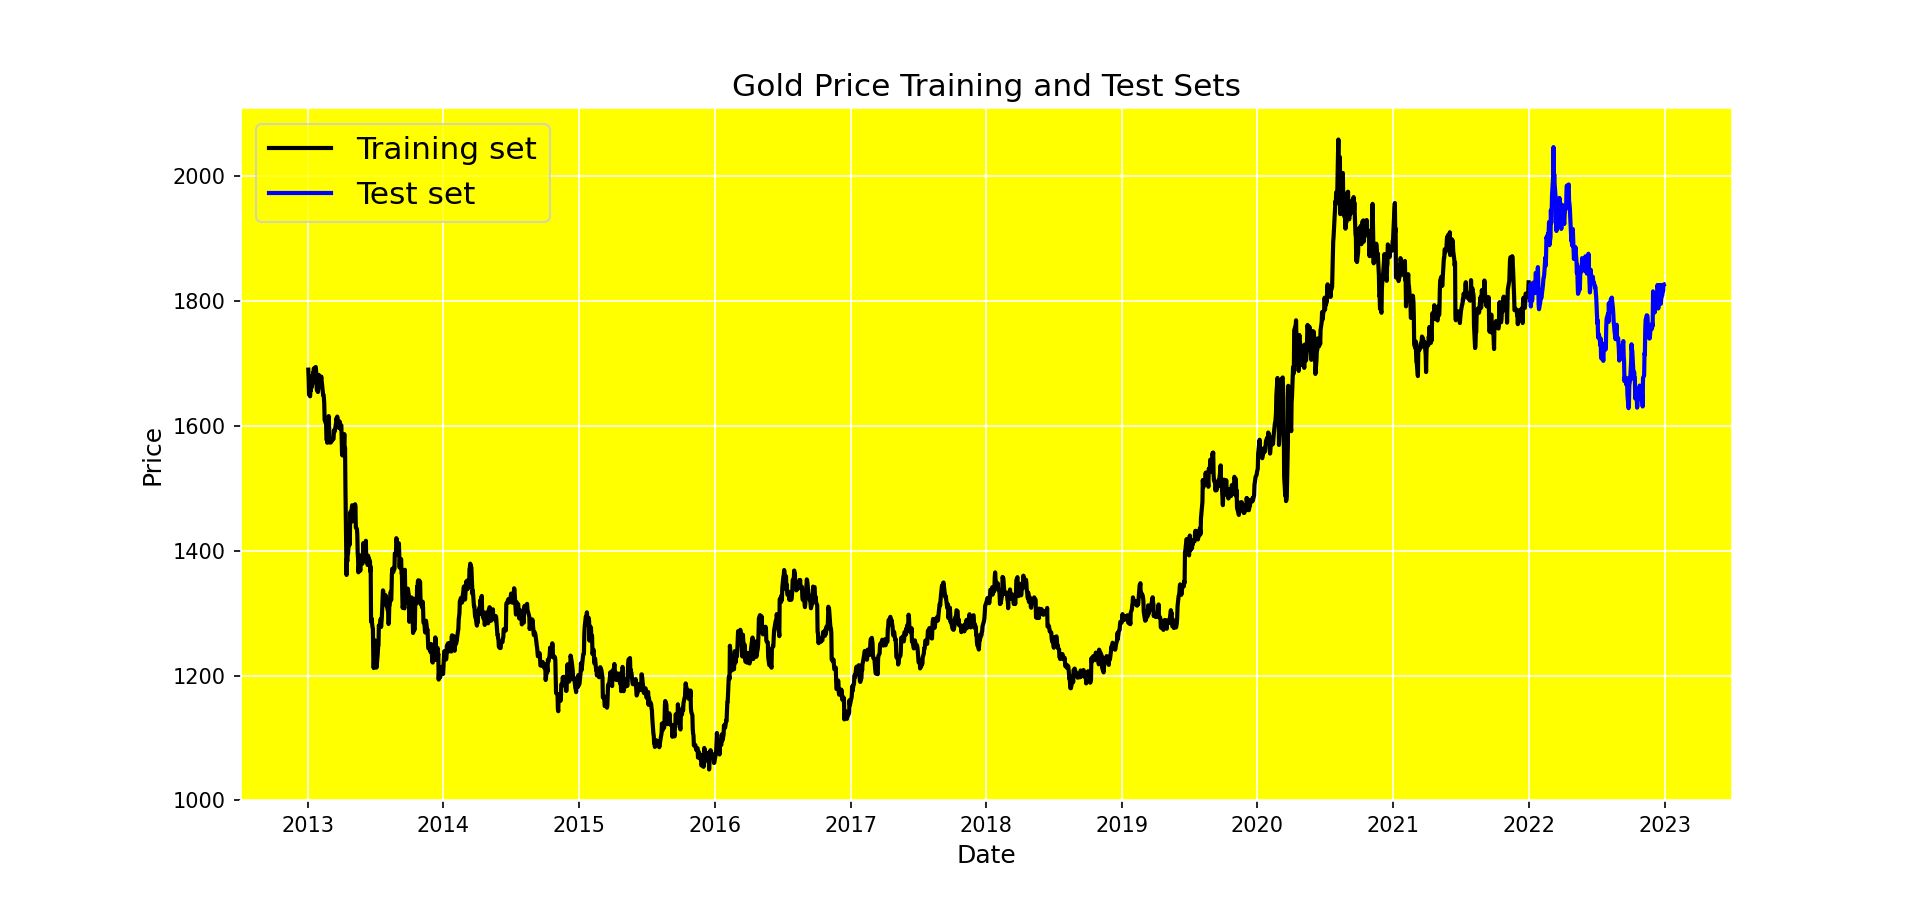 Gold Price Training and Test Sets
Training set
Test set
Price
2000
1800
1600
1400
1200
1000
2013 2014 2015 2016 2017 2018 2019 2020 2021 2022 2023
Date